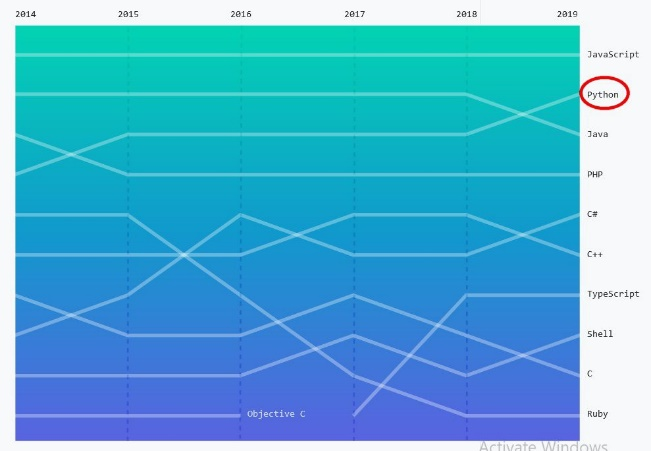 2014 2015 2016 2017 2018 2019
JavaScript
Python
Java
PHP
C#
C++
TypeScript
Shell
C
Objective C Ruby
Activate Windows